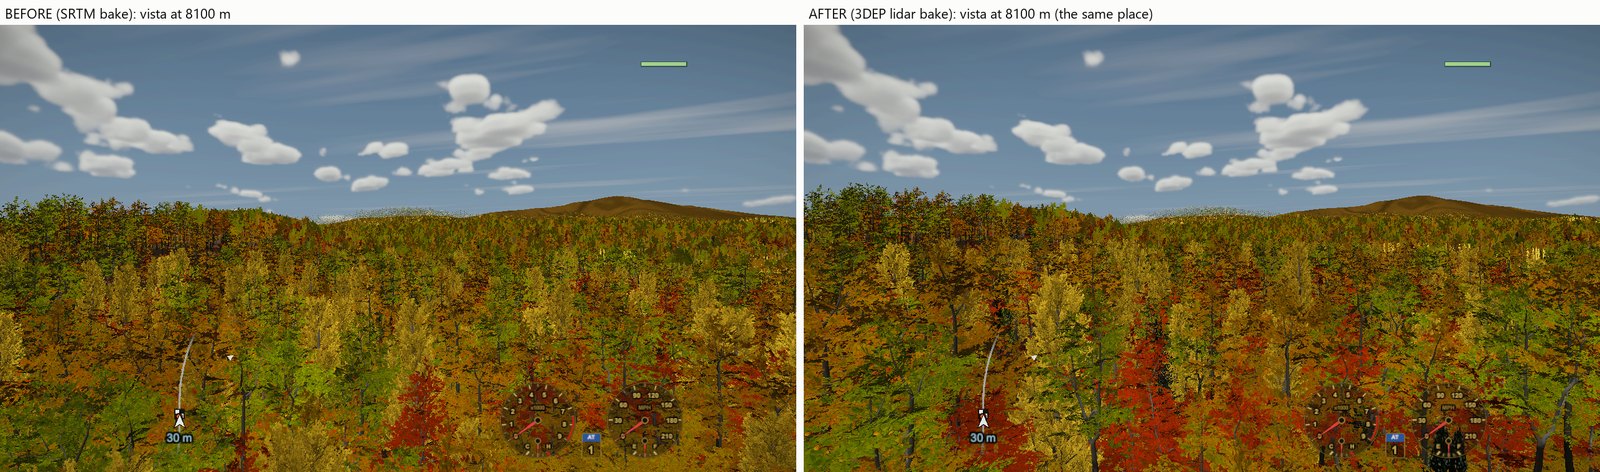 BEFORE (SRTM bake): vista at 8100 m
AFTER (3DEP lidar bake): vista at 8100 m (the same place)
30 m
AT
1
30 m
AT
1